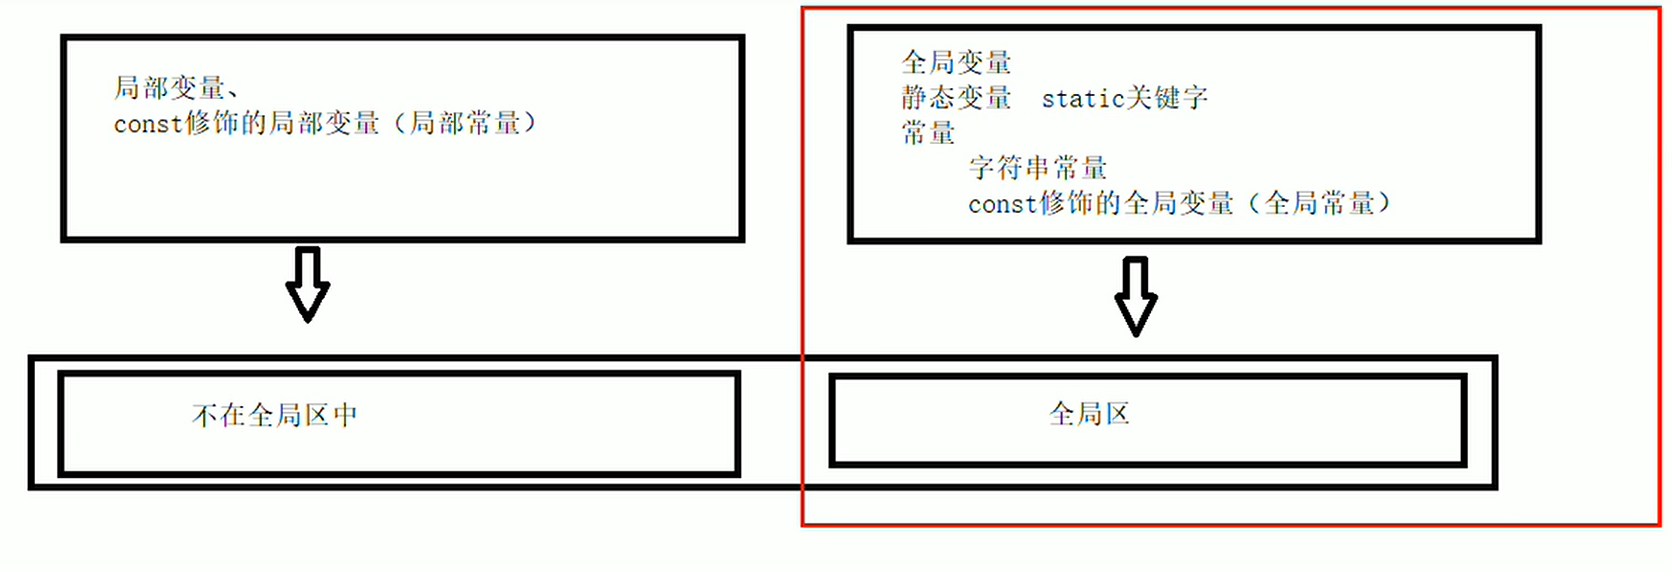 局部变量、
const修饰的局部变量（局部常量）
全局变量
静态变量 static关键字
常量
字符串常量
const修饰的全局变量（全局常量）
不在全局区中
全局区